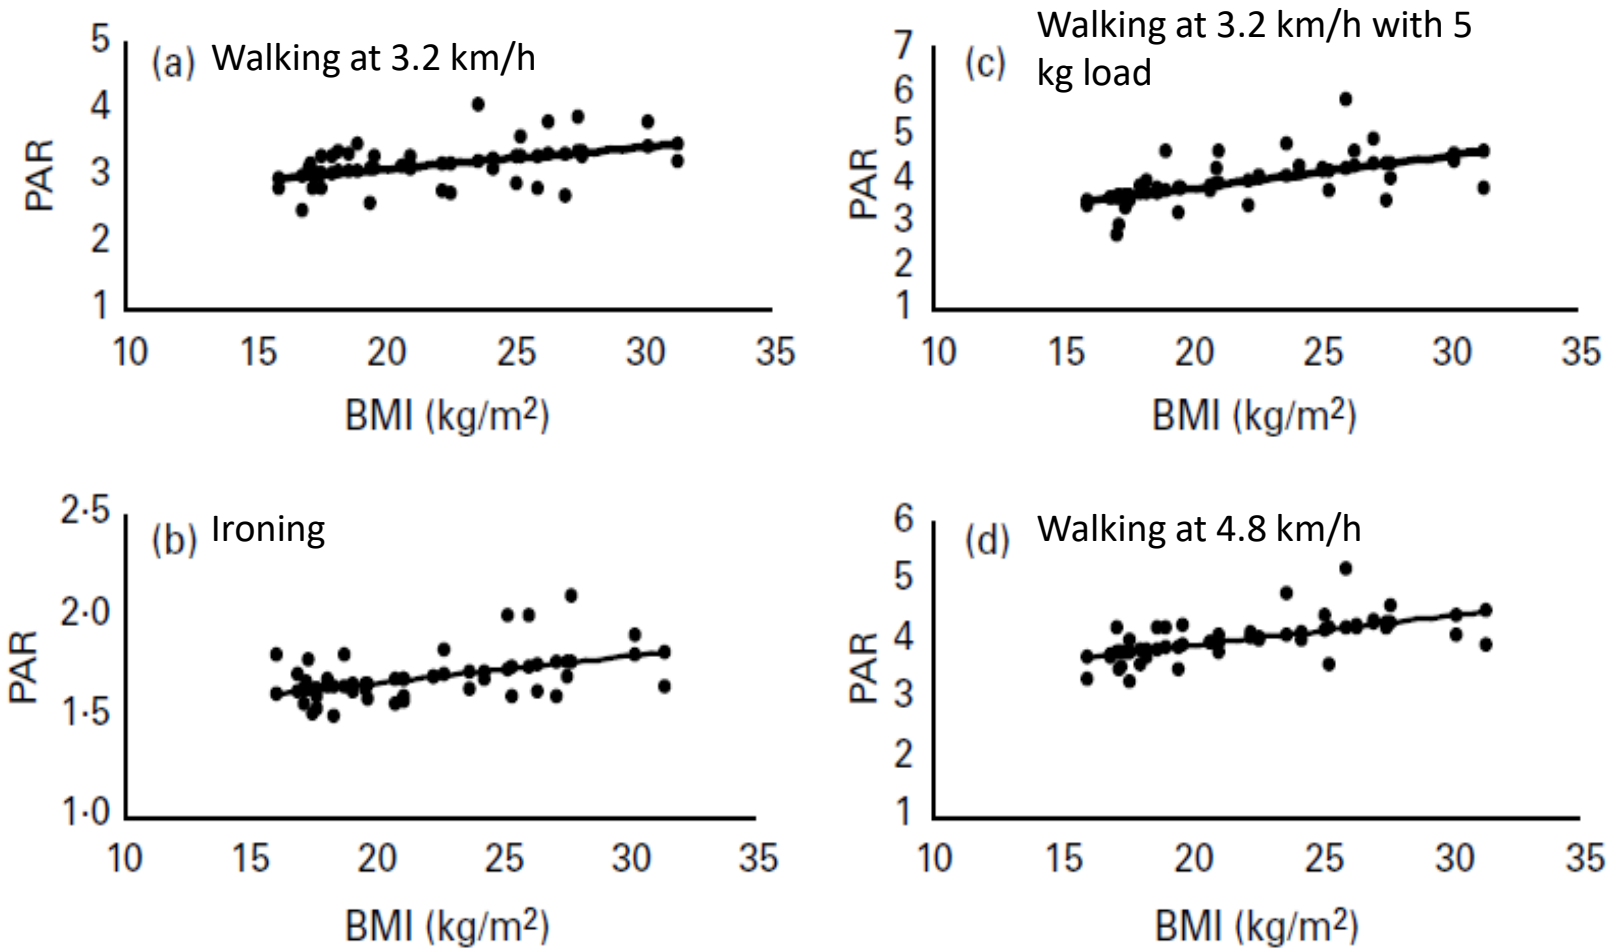 (a) Walking at 3.2 km/h
5
4
3
2
1
PAR
10 15 20 25 30 35
BMI (kg/m²)
(c) Walking at 3.2 km/h with 5
kg load
7
6
5
4
3
2
1
PAR
10 15 20 25 30 35
BMI (kg/m²)
(b) Ironing
2·5
2·0
1·5
1·0
PAR
10 15 20 25 30 35
BMI (kg/m²)
(d) Walking at 4.8 km/h
6
5
4
3
2
1
PAR
10 15 20 25 30 35
BMI (kg/m²)